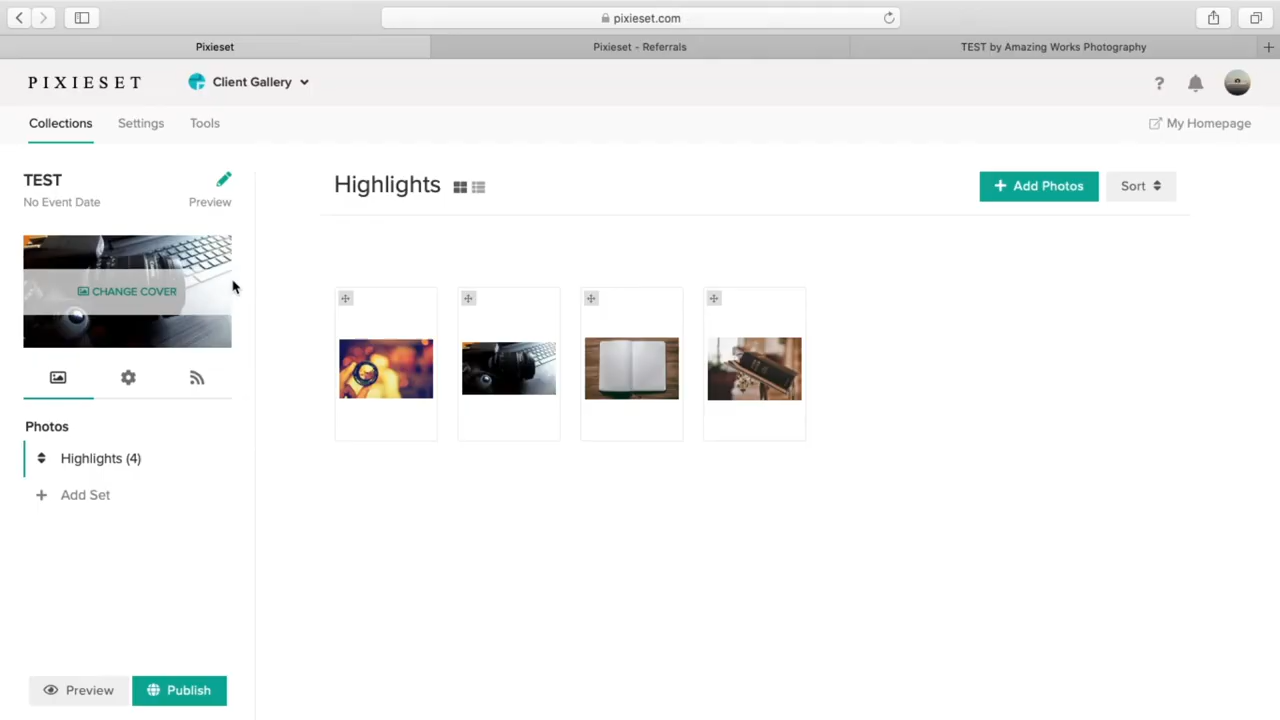 pixieset.com
Pixieset
Pixieset - Referrals
TEST by Amazing Works Photography
PIXIESET
Client Gallery
?
Collections
Settings
Tools
My Homepage
TEST
No Event Date
Preview
CHANGE COVER
Highlights
+ Add Photos
Sort
Photos
Highlights (4)
+ Add Set
Preview
Publish